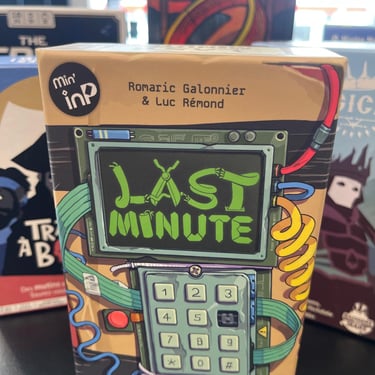 THE
min'
inP
Romaric Galonnier
& Luc Rémond
GIC
LAST
MINUTE
TR
À B
1 2 3
4 5
7 8 9
* 0 #